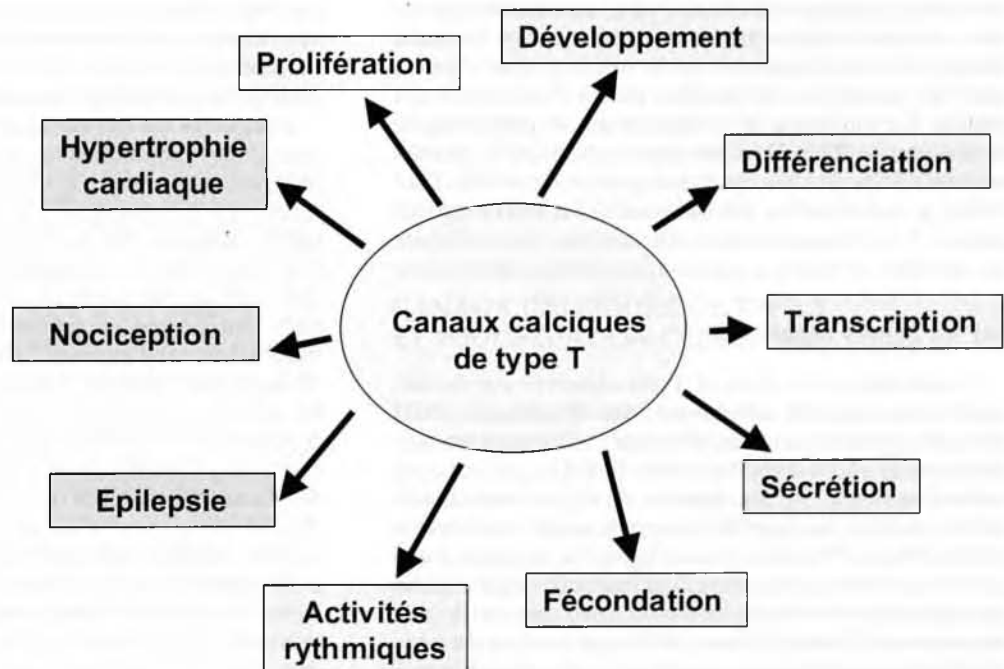 Développement
Prolifération
Hypertrophie
cardiaque
Différenciation
Canaux calciques
de type T
Nociception
Transcription
Epilepsie
Sécrétion
Activités
rythmiques
Fécondation